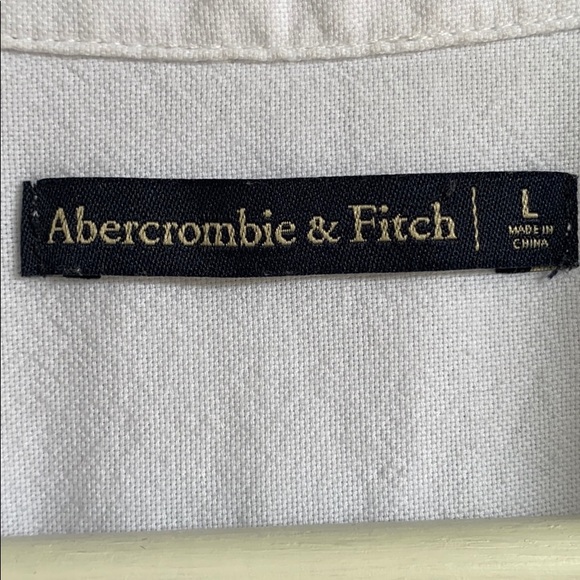 Abercrombie & Fitch | L
MADE IN
CHINA